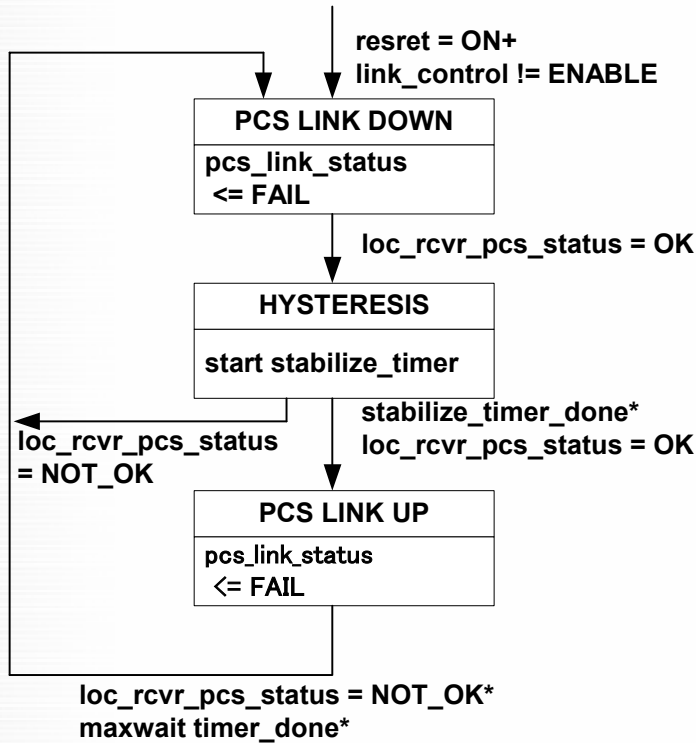 resret = ON+
link_control != ENABLE
PCS LINK DOWN
pcs_link_status
<= FAIL
loc_rcvr_pcs_status = OK
HYSTERESIS
start stabilize_timer
stabilize_timer_done*
loc_rcvr_pcs_status = OK
loc_rcvr_pcs_status
= NOT_OK
PCS LINK UP
pcs_link_status
<= FAIL
loc_rcvr_pcs_status = NOT_OK*
maxwait timer_done*